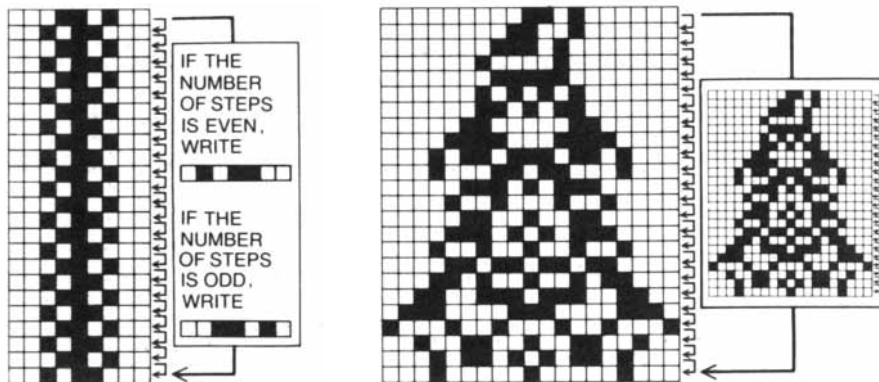 IF THE
NUMBER
OF STEPS
IS EVEN,
WRITE
IF THE
NUMBER
OF STEPS
IS ODD,
WRITE